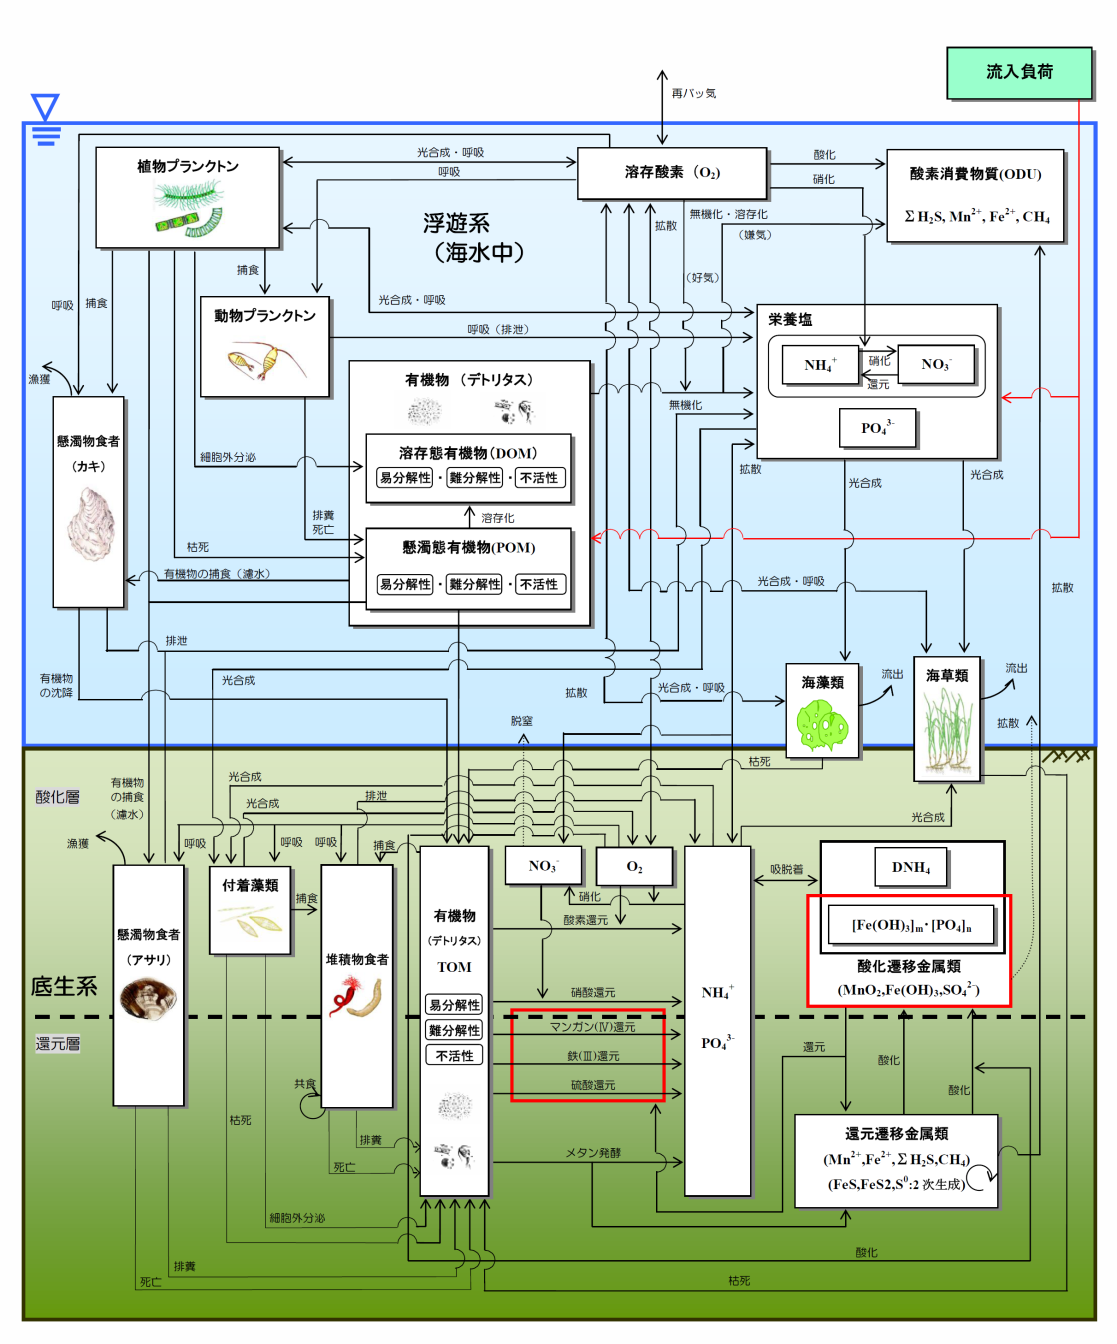 流入負荷
再バッ気
植物プランクトン
光合成・呼吸
呼吸
溶存酸素（O2）
酸化
硝化
酸素消費物質(ODU)
ΣH2S, Mn2+, Fe2+, CH4
浮遊系
（海水中）
拡散
無機化・溶存化
（嫌気）
（好気）
捕食
呼吸
捕食
動物プランクトン
光合成・呼吸
呼吸（排泄）
栄養塩
NH4+
硝化
還元
NO3-
PO43-
漁獲
懸濁物食者
（カキ）
有機物（デトリタス）
無機化
細胞外分泌
溶存態有機物(DOM)
易分解性・難分解性・不活性
拡散
光合成
光合成
排糞
死亡
溶存化
枯死
懸濁態有機物(POM)
易分解性・難分解性・不活性
有機物の捕食（濾水）
光合成・呼吸
拡散
排泄
有機物
の沈降
光合成
拡散
光合成・呼吸
海藻類
流出
海草類
流出
拡散
脱窒
枯死
酸化層
有機物
の捕食
（濾水）
光合成
光合成
排泄
漁獲
呼吸
呼吸
呼吸
捕食
光合成
NO3-
O2
吸脱着
DNH4
付着藻類
捕食
硝化
酸素還元
有機物
（デトリタス）
TOM
[Fe(OH)3]m・[PO4]n
懸濁物食者
（アサリ）
堆積物食者
酸化遷移金属類
(MnO2,Fe(OH)3,SO42-)
底生系
易分解性
難分解性
不活性
硝酸還元
NH4+
PO43-
還元層
マンガン(Ⅳ)還元
鉄(Ⅲ)還元
硫酸還元
還元
酸化
酸化
共食
枯死
排糞
死亡
メタン発酵
還元遷移金属類
(Mn2+,Fe2+,ΣH2S,CH4)
(FeS,FeS2,S0:2次生成)
細胞外分泌
酸化
排糞
死亡
枯死